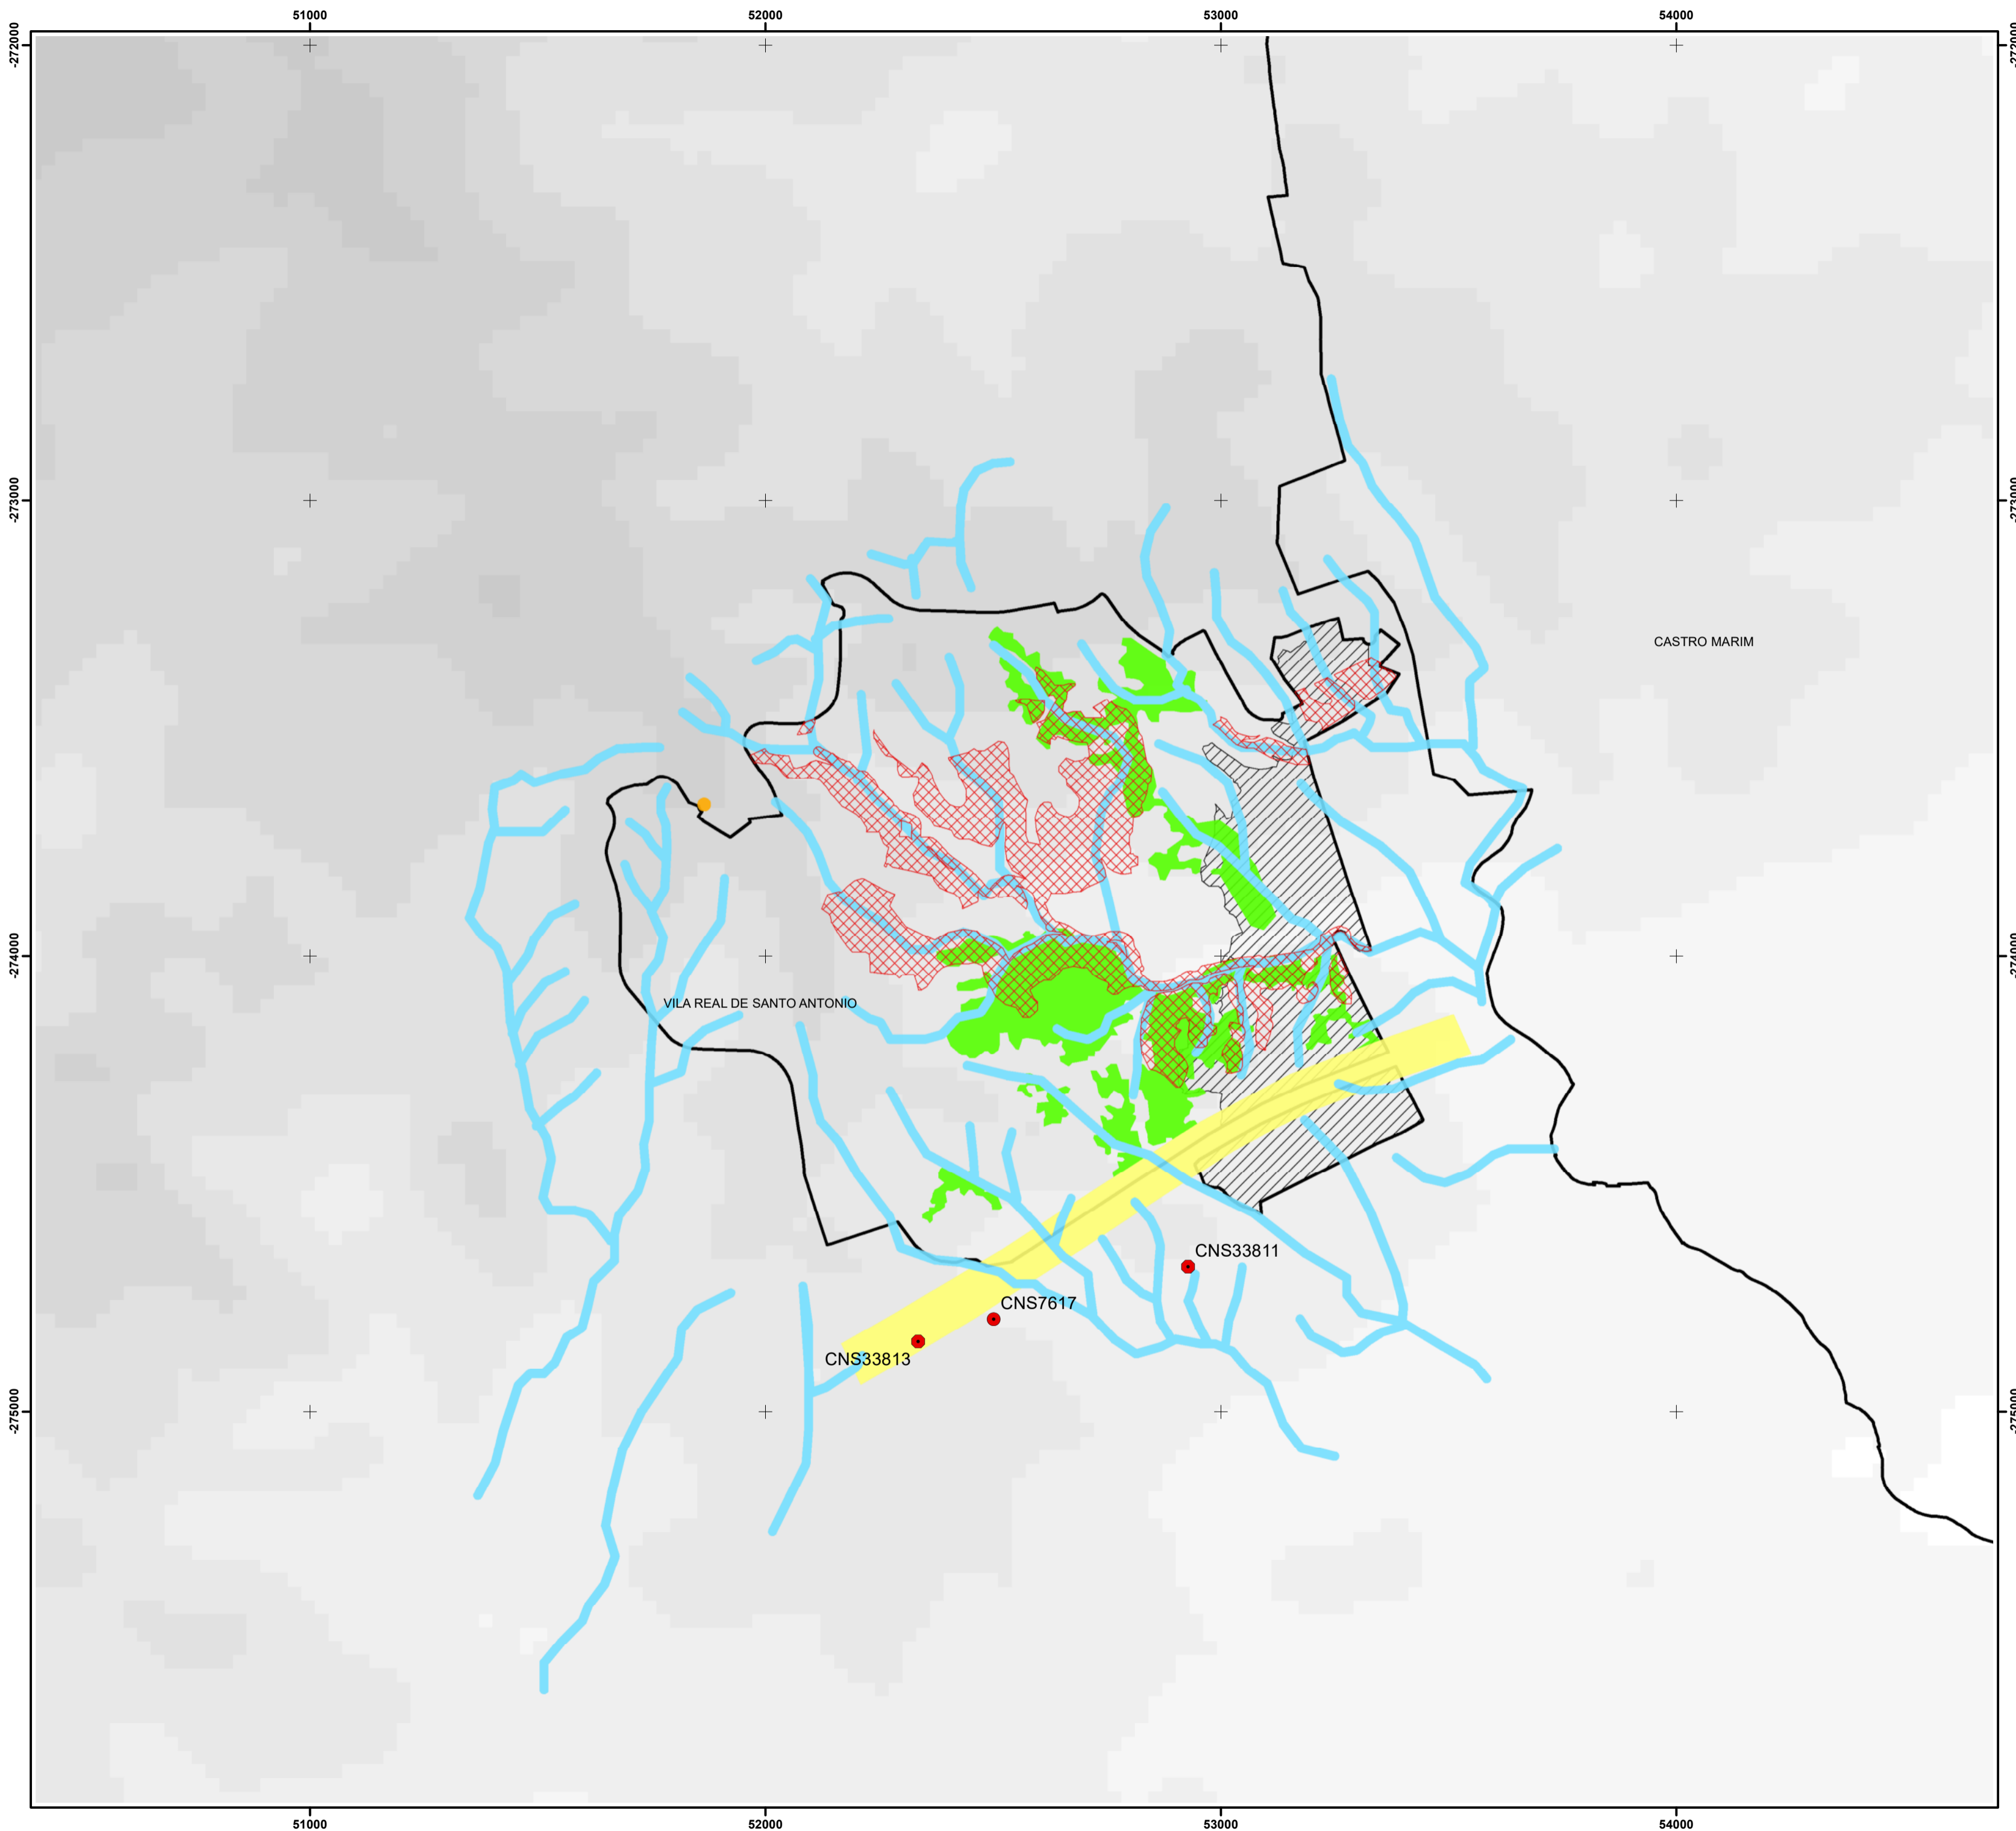 51000 52000 53000 54000
-272000 -272000
-273000 -273000
CASTRO MARIM
-274000 -274000
VILA REAL DE SANTO ANTONIO
CNS33811
CNS7617
CNS33813
-275000 -275000
51000 52000 53000 54000